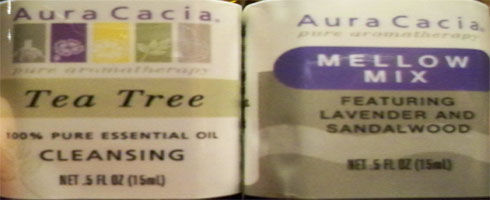 Aura Cacia®
pure aromatherapy
Tea Tree
100% PURE ESSENTIAL OIL
CLEANSING
NET .5 FL OZ (15mL)
Aura Cacia®
pure aromatherapy
MELLOW
MIX
FEATURING
LAVENDER AND
SANDALWOOD
NET .5 FL OZ (15mL)